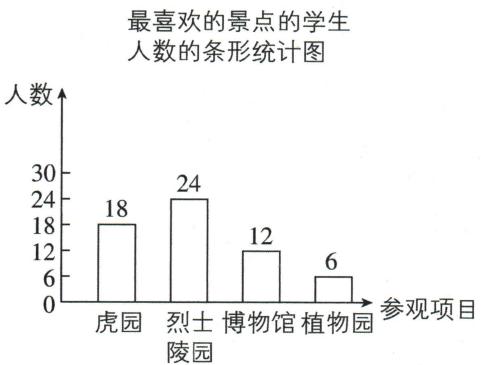 最喜欢的景点的学生
人数的条形统计图
人数
30
24
18
12
6
0
18
24
12
6
虎园
烈士
陵园
博物馆
植物园
参观项目